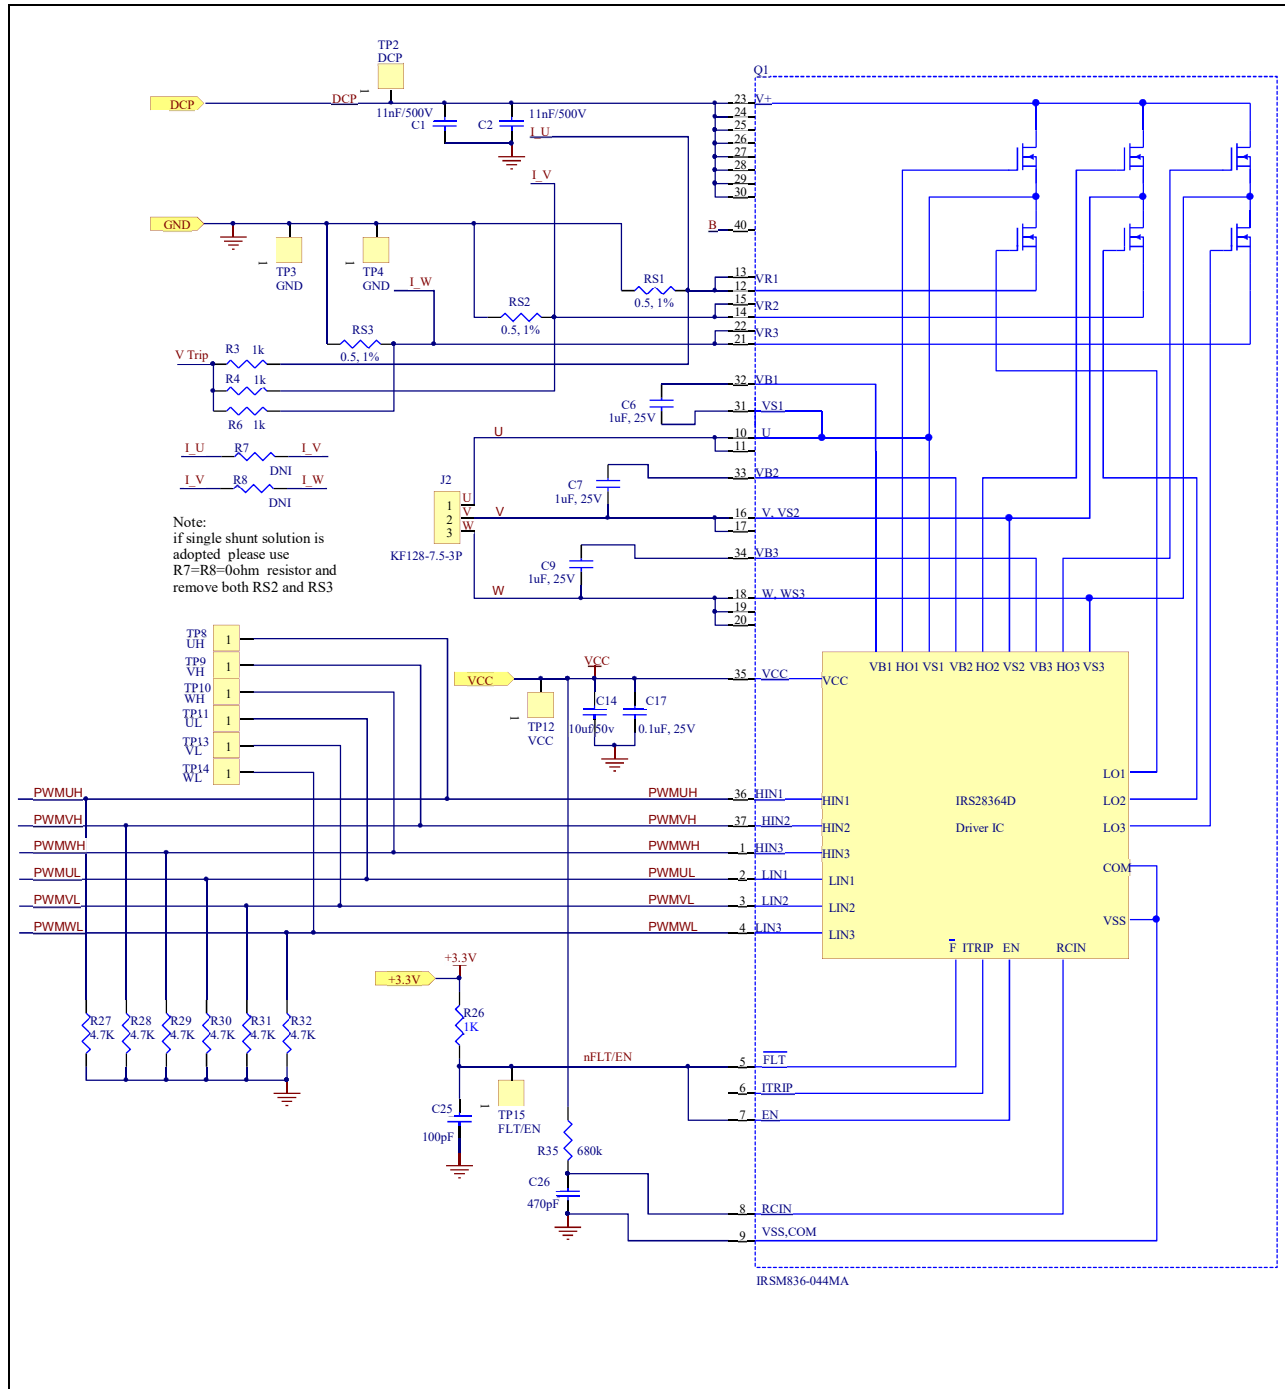 TP2
DCP
1
DCP
DCP
11nF/500V
C1
C2
11nF/500V
I_U
I_V
Q1
23 V+
24
25
26
27
28
29
30
GND
1
TP3
GND
1
TP4
GND
I_W
B 40
RS1
0.5, 1%
RS2
0.5, 1%
RS3
0.5, 1%
13
12 VR1
15
14 VR2
22
21 VR3
V Trip
R3 1k
R4 1k
R6 1k
I_U R7 I_V
DNI
I_V R8 I_W
DNI
Note:
if single shunt solution is
adopted please use
R7=R8=0ohm resistor and
remove both RS2 and RS3
C6
1uF, 25V
32 VB1
31 VS1
U
10 U
11
C7
1uF, 25V
33 VB2
J2
1 U
2 V
3 W
KF128-7.5-3P
V
16 V, VS2
17
C9
1uF, 25V
34 VB3
W
18 W, WS3
19
20
TP8
UH
1
TP9
VH
1
TP10
WH
1
TP11
UL
1
TP13
VL
1
TP14
WL
1
VCC
VCC
1
TP12
VCC
C14
10uf/50v
C17
0.1uF, 25V
35 VCC
VB1 HO1 VS1 VB2 HO2 VS2 VB3 HO3 VS3
VCC
LO1
LO2
LO3
COM
VSS
IRS28364D
Driver IC
PWMUH PWMUH 36 HIN1 HIN1
PWMVH PWMVH 37 HIN2 HIN2
PWMWH PWMWH 1 HIN3 HIN3
PWMUL PWMUL 2 LIN1 LIN1
PWMVL PWMVL 3 LIN2 LIN2
PWMWL PWMWL 4 LIN3 LIN3
F ITRIP EN RCIN
+3.3V
+3.3V
R26
1K
R27
4.7K
R28
4.7K
R29
4.7K
R30
4.7K
R31
4.7K
R32
4.7K
nFLT/EN
5 FLT
6 ITRIP
7 EN
1
TP15
FLT/EN
C25
100pF
R35 680k
C26
470pF
8 RCIN
9 VSS,COM
IRSM836-044MA